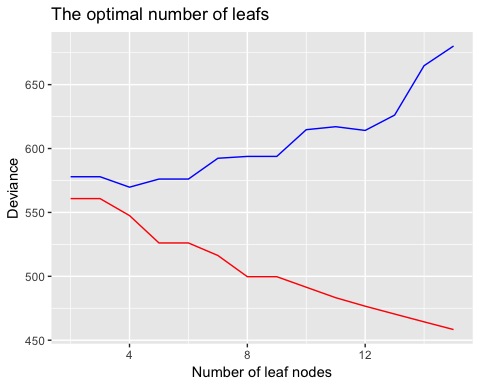 The optimal number of leafs
650
600
550
500
450
Deviance
4
8
12
Number of leaf nodes